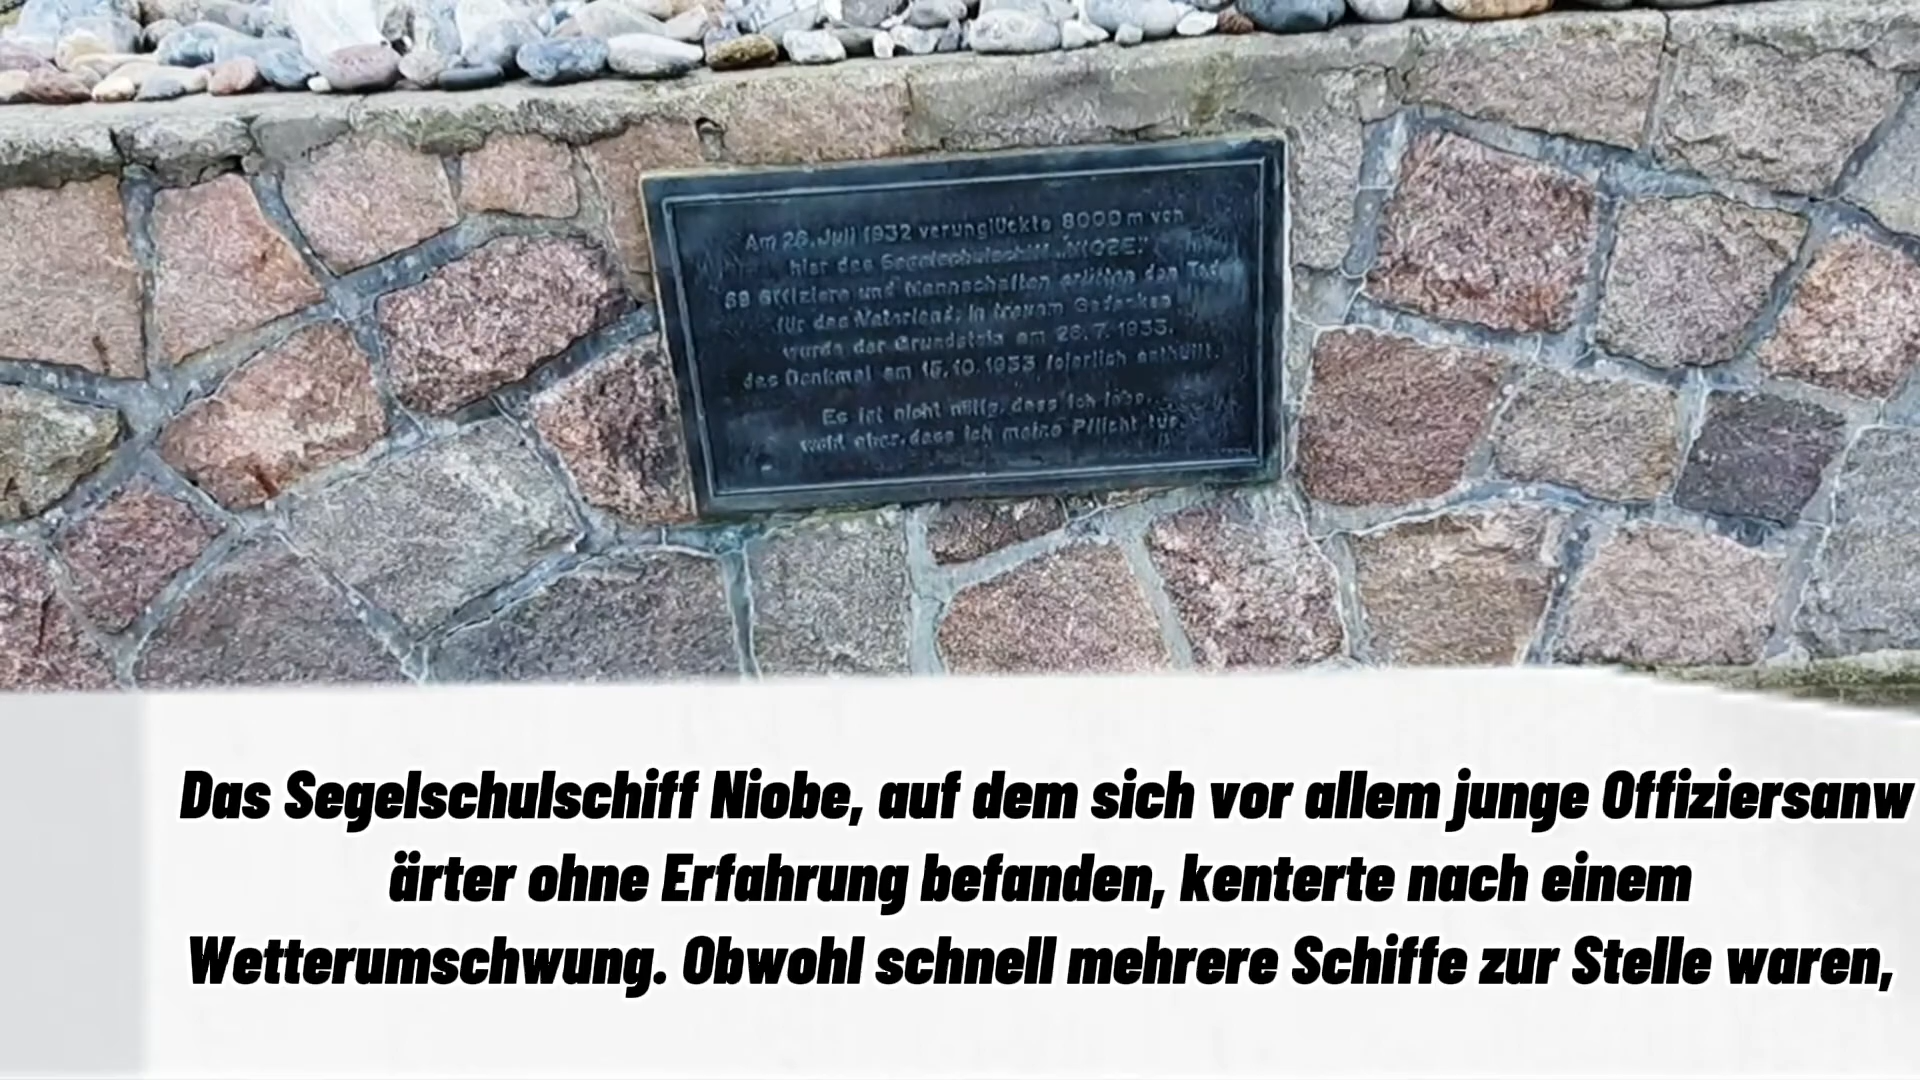 Am 26. Juli 1932 verunglückte 8000 m von
hier das Segelschulschiff „NIOBE“
69 Offiziere und Mannschaften erlitten den Tod
für das Vaterland. In treuem Gedenken
wurde der Grundstein am 26.7.1933.
das Denkmal am 15.10.1933 feierlich enthüllt.
Es ist nicht nötig, dass ich lebe,
wohl aber, dass ich meine Pflicht tue.
Das Segelschulschiff Niobe, auf dem sich vor allem junge Offiziersanw
ärter ohne Erfahrung befanden, kenterte nach einem
Wetterumschwung. Obwohl schnell mehrere Schiffe zur Stelle waren,